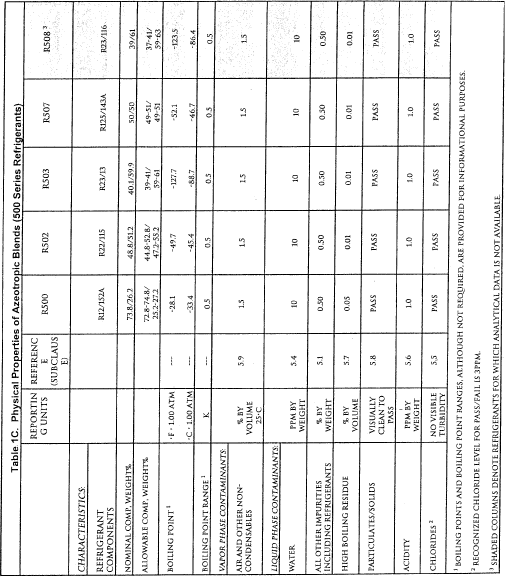 Table 1C. Physical Properties of Azeotropic Blends (500 Series Refrigerants)
REPORTIN G UNITS REFERENC E (SUBCLAUS E) R500 R502 R503 R507 R508 3
CHARACTERISTICS:
REFRIGERANT COMPONENTS R12/152A R22/115 R23/13 R125/143A R23/116
NOMINAL COMP. WEIGHT% 73.8/26.2 48.8/51.2 40.1/59.9 50/50 39/61
ALLOWABLE COMP. WEIGHT% 72.8-74.8/ 25.2-27.2 44.8-52.8/ 47.2-55.2 39-41/ 59-61 49-51/ 49-51 37-41/ 59-63
BOILING POINT 1 ·F · 1.00 ATM --- -28.1 -49.7 -127.7 -52.1 -123.5
·C · 1.00 ATM --- -33.4 -45.4 -88.7 -46.7 -86.4
BOILING POINT RANGE 1 K --- 0.5 0.5 0.5 0.5 0.5
VAPOR PHASE CONTAMINANTS:
AIR AND OTHER NON-CONDENSABLES % BY VOLUME 25·C 5.9 1.5 1.5 1.5 1.5 1.5
LIQUID PHASE CONTAMINANTS:
WATER PPM BY WEIGHT 5.4 10 10 10 10 10
ALL OTHER IMPURITIES INCLUDING REFRIGERANTS % BY WEIGHT 5.1 0.50 0.50 0.50 0.50 0.50
HIGH BOILING RESIDUE % BY VOLUME 5.7 0.05 0.01 0.01 0.01 0.01
PARTICULATES/SOLIDS VISUALLY CLEAN TO PASS 5.8 PASS PASS PASS PASS PASS
ACIDITY PPM BY WEIGHT 5.6 1.0 1.0 1.0 1.0 1.0
CHLORIDES 2 NO VISIBLE TURBIDITY 5.5 PASS PASS PASS PASS PASS
1 BOILING POINTS AND BOILING POINT RANGES, ALTHOUGH NOT REQUIRED, ARE PROVIDED FOR INFORMATIONAL PURPOSES.
2 RECOGNIZED CHLORIDE LEVEL FOR PASS/FAIL IS 3PPM.
3 SHADED COLUMNS DENOTE REFRIGERANTS FOR WHICH ANALYTICAL DATA IS NOT AVAILABLE.